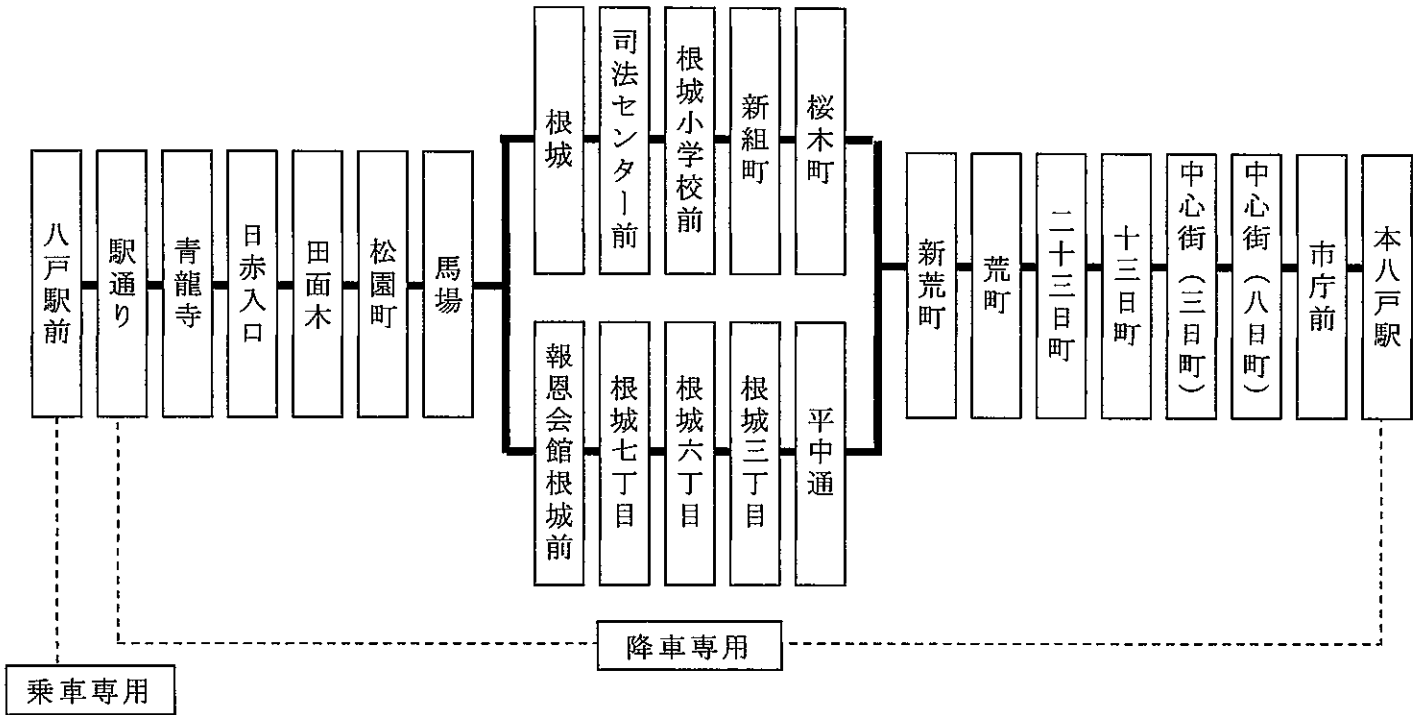 八戸駅前
駅通り
青龍寺
日赤入口
田面木
松園町
馬場
根城
司法センター前
根城小学校前
新組町
桜木町
報恩会館根城前
根城七丁目
根城六丁目
根城三丁目
平中通
新荒町
荒町
二十三日町
十三日町
中心街（三日町）
中心街（八日町）
市庁前
本八戸駅
降車専用
乗車専用